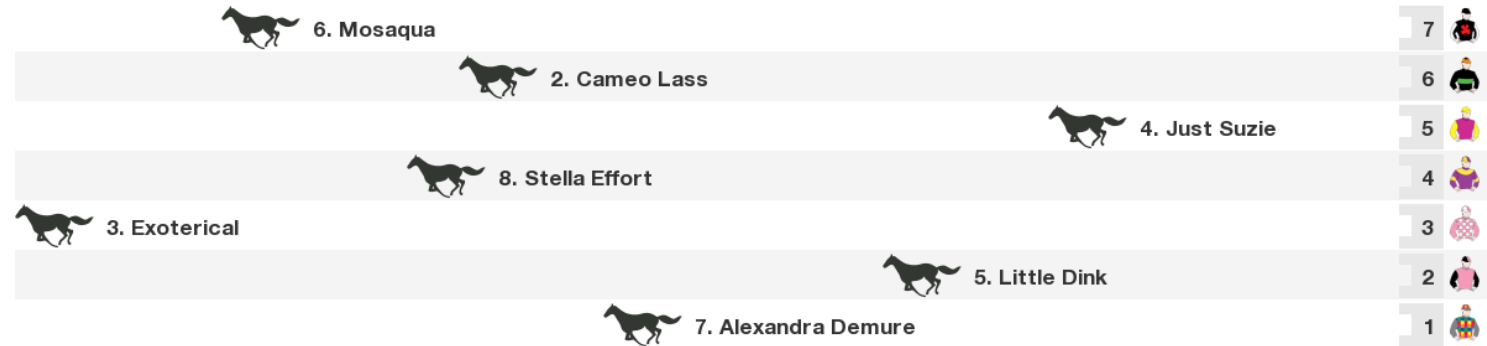 6. Mosaqua 7
2. Cameo Lass 6
4. Just Suzie 5
8. Stella Effort 4
3. Exoterical 3
5. Little Dink 2
7. Alexandra Demure 1